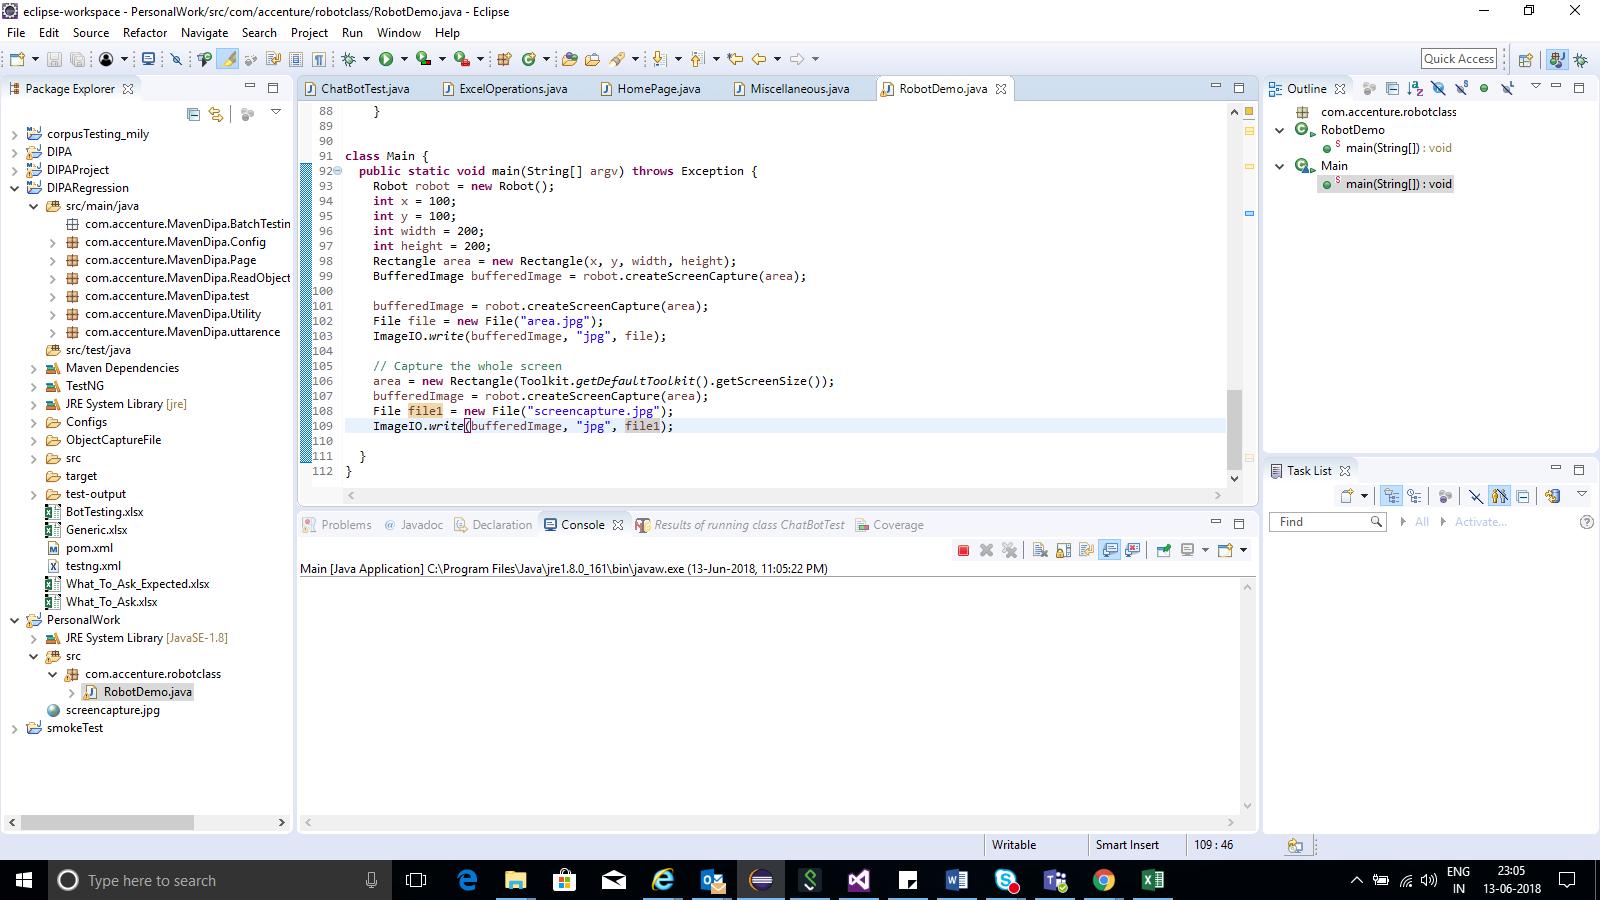 eclipse-workspace - PersonalWork/src/com/accenture/robotclass/RobotDemo.java - Eclipse
File Edit Source Refactor Navigate Search Project Run Window Help
Quick Access
Package Explorer
corpusTesting_mily
DIPA
DIPAProject
DIPARegression
src/main/java
com.accenture.MavenDipa.BatchTestin
com.accenture.MavenDipa.Config
com.accenture.MavenDipa.Page
com.accenture.MavenDipa.ReadObject
com.accenture.MavenDipa.test
com.accenture.MavenDipa.Utility
com.accenture.MavenDipa.uttarence
src/test/java
Maven Dependencies
TestNG
JRE System Library [jre]
Configs
ObjectCaptureFile
src
target
test-output
BotTesting.xlsx
Generic.xlsx
pom.xml
testng.xml
What_To_Ask_Expected.xlsx
What_To_Ask.xlsx
PersonalWork
JRE System Library [JavaSE-1.8]
src
com.accenture.robotclass
RobotDemo.java
screencapture.jpg
smokeTest
ChatBotTest.java ExcelOperations.java HomePage.java Miscellaneous.java RobotDemo.java
88 }
89
90
91 class Main {
92 public static void main(String[] argv) throws Exception {
93 Robot robot = new Robot();
94 int x = 100;
95 int y = 100;
96 int width = 200;
97 int height = 200;
98 Rectangle area = new Rectangle(x, y, width, height);
99 BufferedImage bufferedImage = robot.createScreenCapture(area);
100
101 bufferedImage = robot.createScreenCapture(area);
102 File file = new File("area.jpg");
103 ImageIO.write(bufferedImage, "jpg", file);
104
105 // Capture the whole screen
106 area = new Rectangle(Toolkit.getDefaultToolkit().getScreenSize());
107 bufferedImage = robot.createScreenCapture(area);
108 File file1 = new File("screencapture.jpg");
109 ImageIO.write(bufferedImage, "jpg", file1);
110
111 }
112 }
Problems Javadoc Declaration Console Results of running class ChatBotTest Coverage
Main [Java Application] C:\Program Files\Java\jre1.8.0_161\bin\javaw.exe (13-Jun-2018, 11:05:22 PM)
Outline
com.accenture.robotclass
RobotDemo
main(String[]) : void
Main
main(String[]) : void
Task List
Find All Activate...
Writable Smart Insert 109 : 46
Type here to search
ENG
IN
23:05
13-06-2018